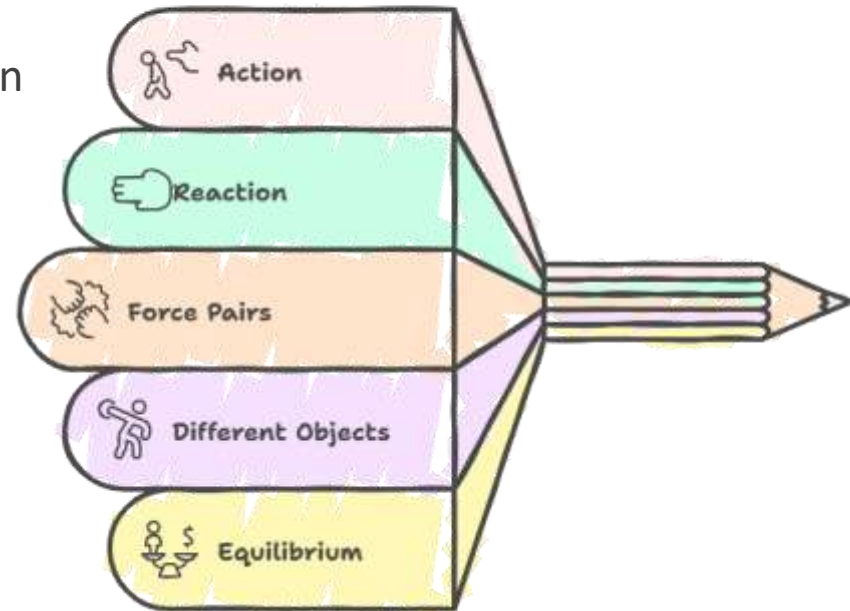 n
Action
Reaction
Force Pairs
Different Objects
$
Equilibrium